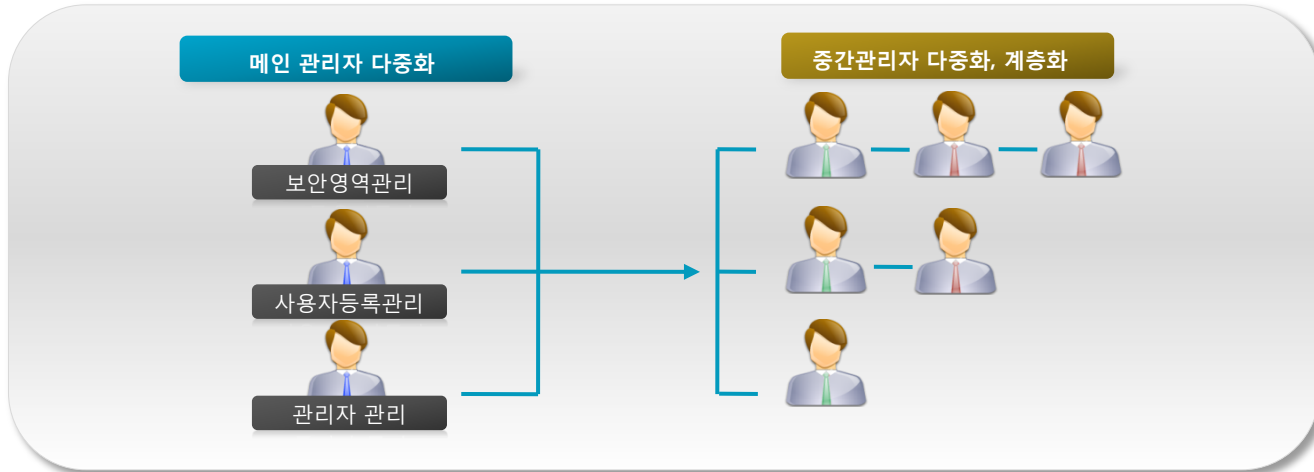 메인 관리자 다중화
중간관리자 다중화, 계층화
보안영역관리
사용자등록관리
관리자 관리